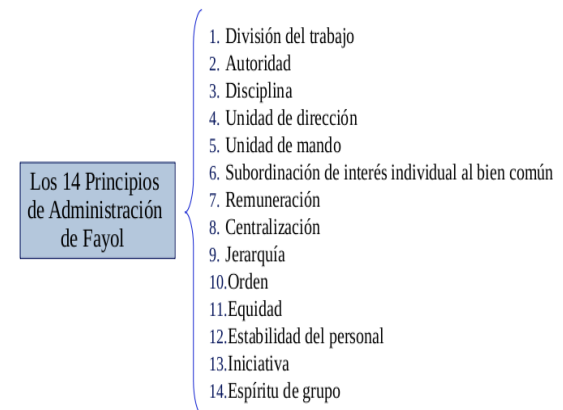 Los 14 Principios
de Administración
de Fayol
1. División del trabajo
2. Autoridad
3. Disciplina
4. Unidad de dirección
5. Unidad de mando
6. Subordinación de interés individual al bien común
7. Remuneración
8. Centralización
9. Jerarquía
10.Orden
11.Equidad
12.Estabilidad del personal
13.Iniciativa
14.Espíritu de grupo